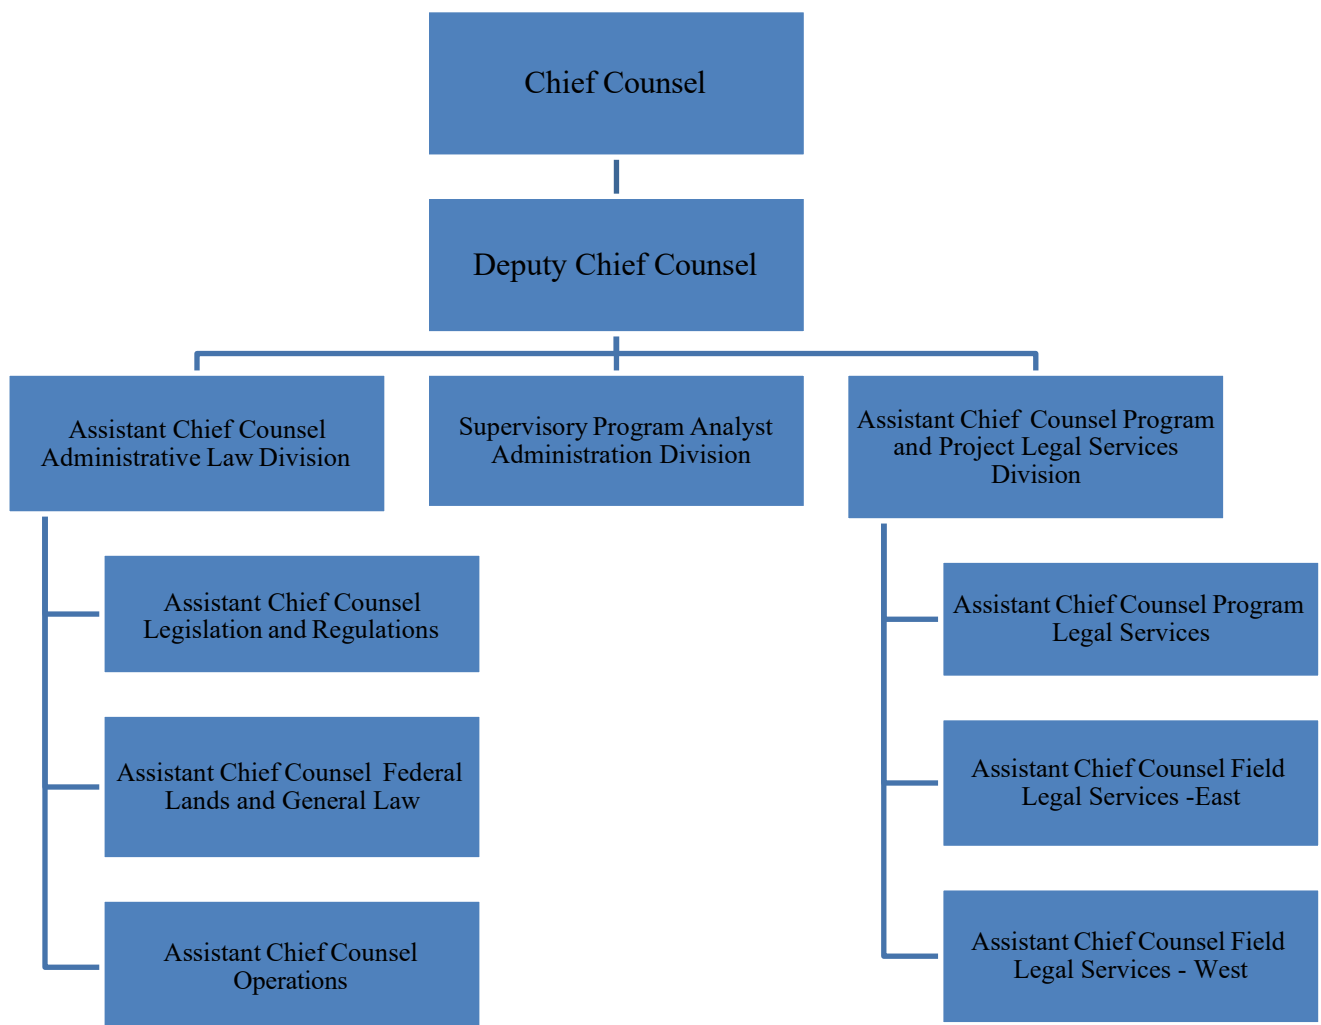 Chief Counsel
Deputy Chief Counsel
Assistant Chief Counsel
Administrative Law Division
Supervisory Program Analyst
Administration Division
Assistant Chief Counsel Program
and Project Legal Services
Division
Assistant Chief Counsel
Legislation and Regulations
Assistant Chief Counsel Federal
Lands and General Law
Assistant Chief Counsel
Operations
Assistant Chief Counsel Program
Legal Services
Assistant Chief Counsel Field
Legal Services -East
Assistant Chief Counsel Field
Legal Services - West